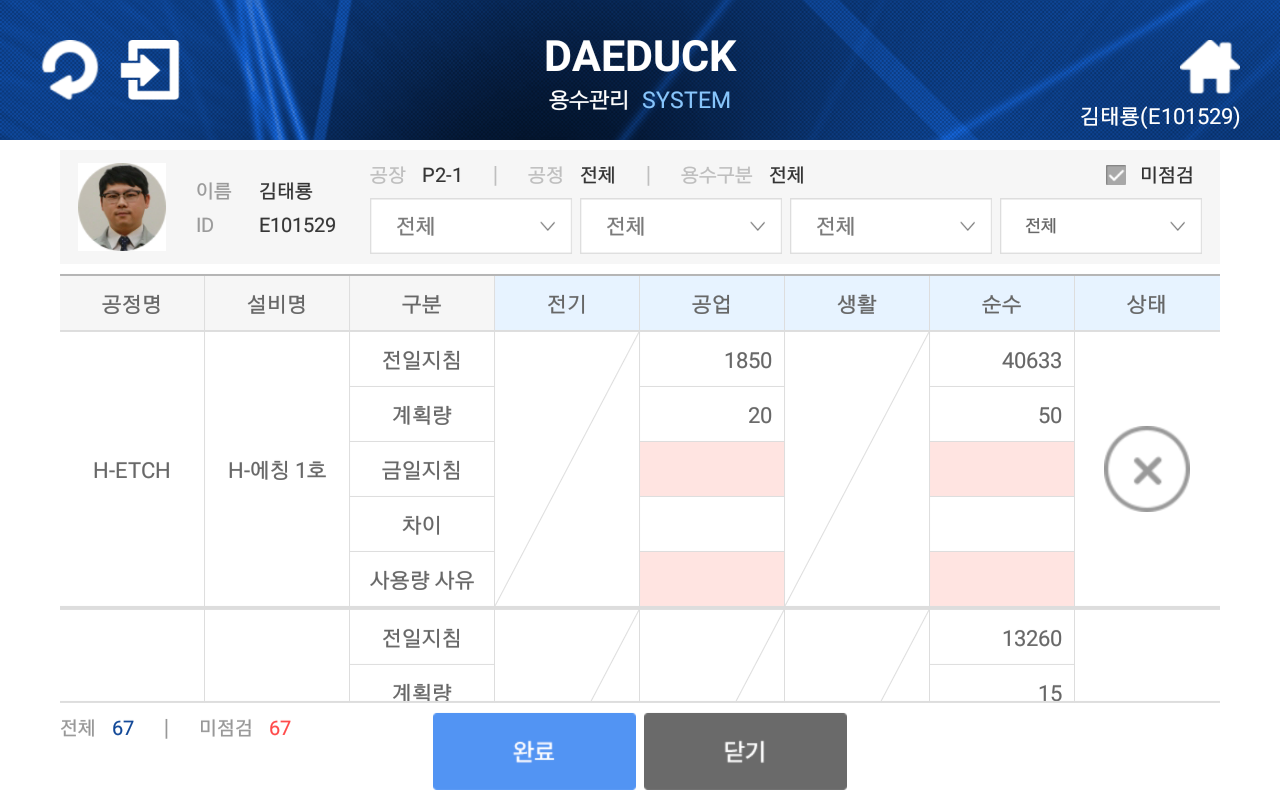 DAEDUCK
용수관리 SYSTEM
김태룡(E101529)
공장 P2-1 | 공정 전체 | 용수구분 전체 미점검
이름 김태룡
ID E101529
전체 전체 전체 전체
공정명 설비명 구분 전기 공업 생활 순수 상태
전일지침 1850 40633
계획량 20 50
H-ETCH H-에칭 1호 금일지침
차이
사용량 사유
전일지침 13260
계획량 15
전체 67 | 미점검 67
완료 닫기